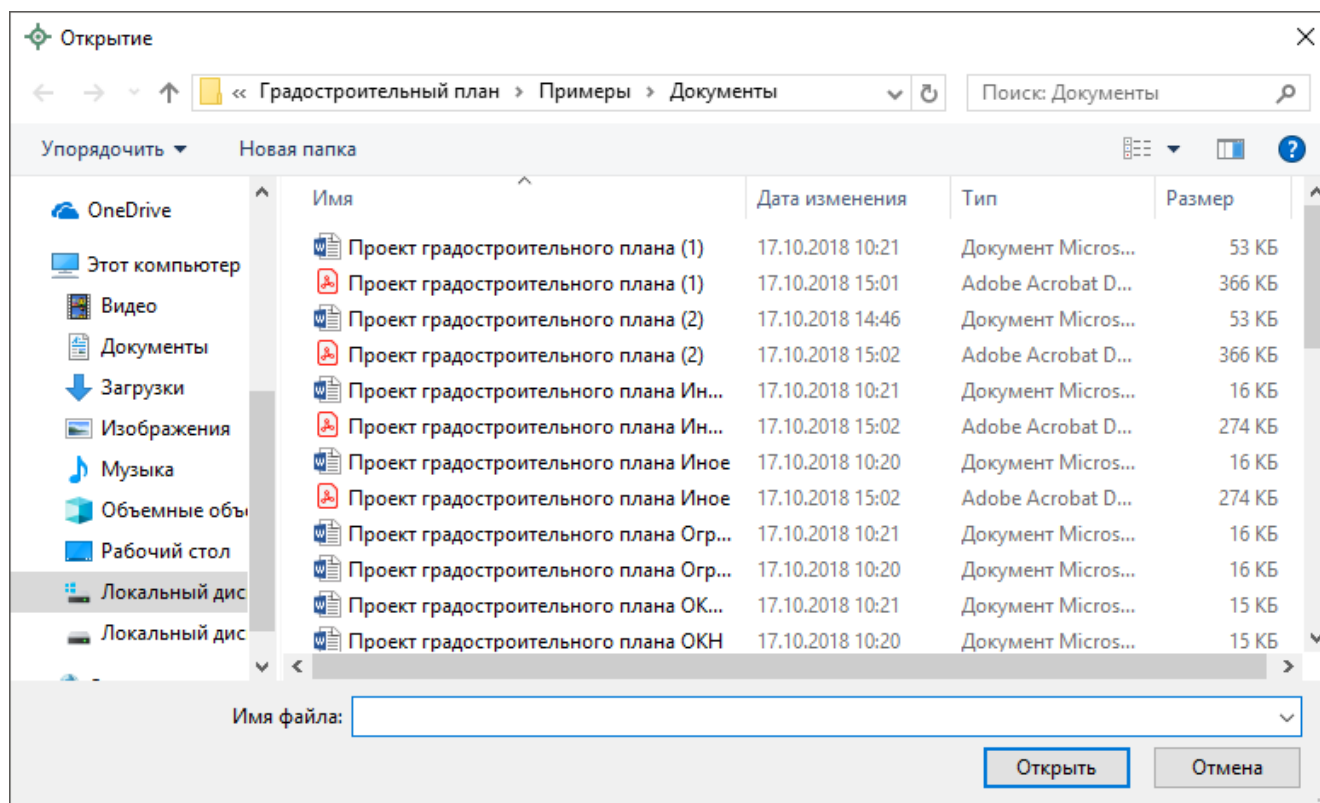 Открытие
« Градостроительный план › Примеры › Документы
Поиск: Документы
Упорядочить Новая папка
OneDrive
Этот компьютер
Видео
Документы
Загрузки
Изображения
Музыка
Объемные объ
Рабочий стол
Локальный дис
Локальный дис
Имя Дата изменения Тип Размер
Проект градостроительного плана (1) 17.10.2018 10:21 Документ Micros... 53 КБ
Проект градостроительного плана (1) 17.10.2018 15:01 Adobe Acrobat D... 366 КБ
Проект градостроительного плана (2) 17.10.2018 14:46 Документ Micros... 53 КБ
Проект градостроительного плана (2) 17.10.2018 15:02 Adobe Acrobat D... 366 КБ
Проект градостроительного плана Ин... 17.10.2018 10:21 Документ Micros... 16 КБ
Проект градостроительного плана Ин... 17.10.2018 15:02 Adobe Acrobat D... 274 КБ
Проект градостроительного плана Иное 17.10.2018 10:20 Документ Micros... 16 КБ
Проект градостроительного плана Иное 17.10.2018 15:02 Adobe Acrobat D... 274 КБ
Проект градостроительного плана Огр... 17.10.2018 10:21 Документ Micros... 16 КБ
Проект градостроительного плана Огр... 17.10.2018 10:20 Документ Micros... 16 КБ
Проект градостроительного плана ОК... 17.10.2018 10:21 Документ Micros... 15 КБ
Проект градостроительного плана ОКН 17.10.2018 10:20 Документ Micros... 15 КБ
Имя файла:
Открыть Отмена